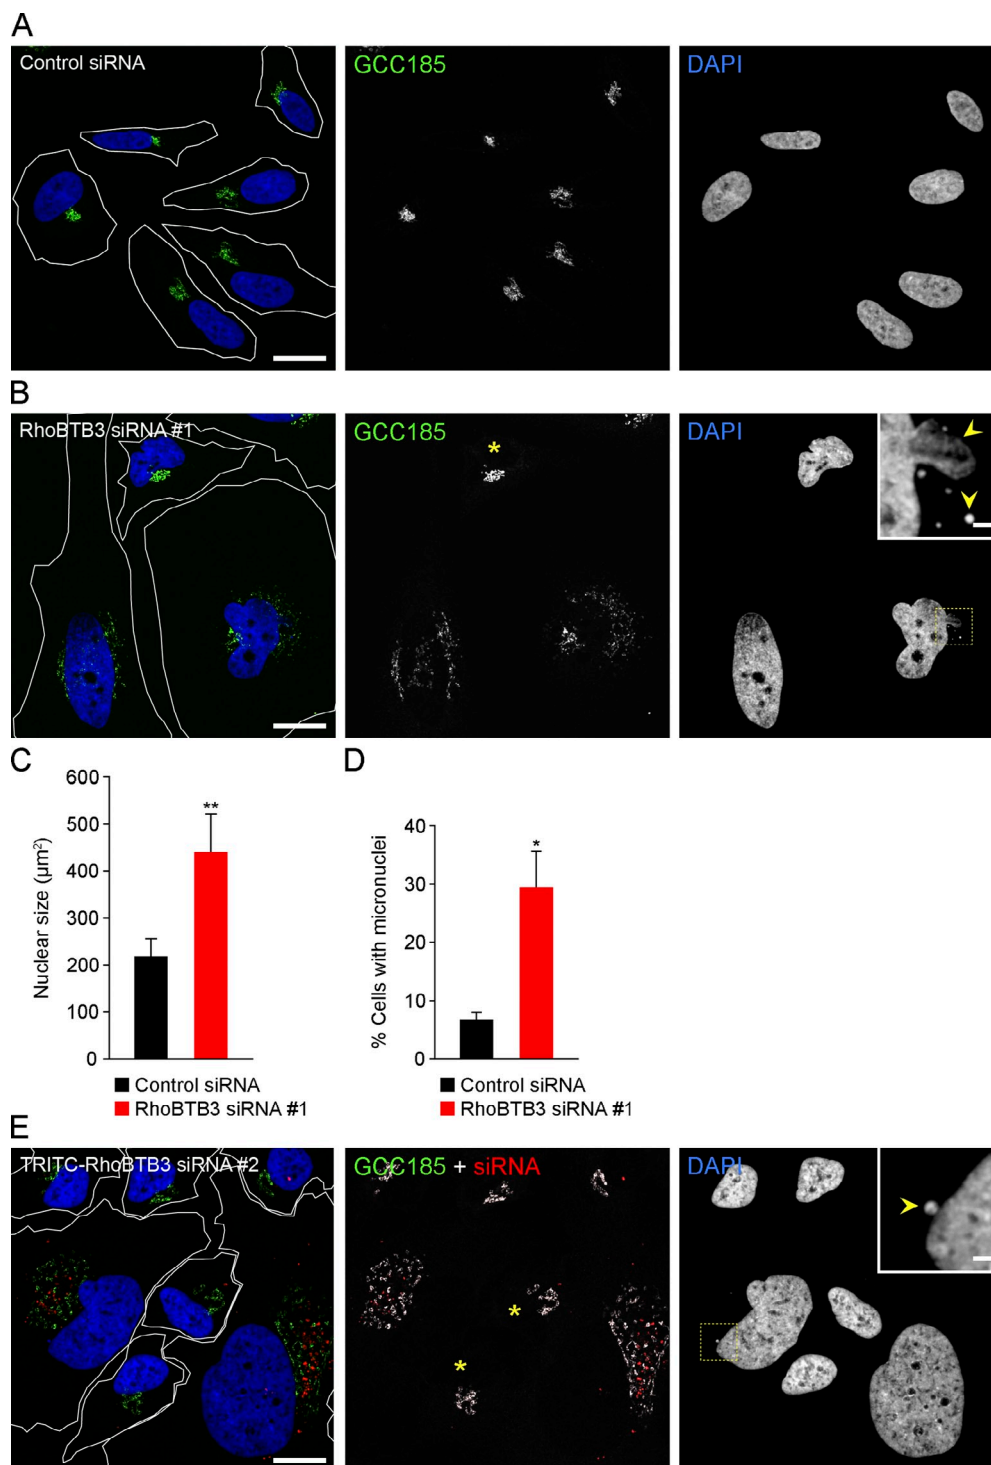 A
Control siRNA
GCC185
DAPI
B
RhoBTB3 siRNA #1
GCC185
*
DAPI
C
D
600
500
400
300
200
100
0
Nuclear size (µm²)
**
Control siRNA
RhoBTB3 siRNA #1
40
30
20
10
0
% Cells with micronuclei
*
Control siRNA
RhoBTB3 siRNA #1
E
TRITC-RhoBTB3 siRNA #2
GCC185 + siRNA
*
*
DAPI